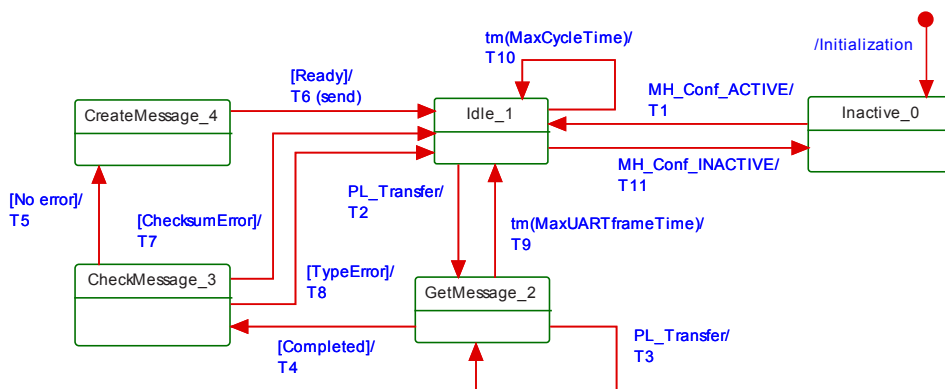 /Initialization
tm(MaxCycleTime)/
T10
[Ready]/
T6 (send)
MH_Conf_ACTIVE/
T1
CreateMessage_4
Idle_1
Inactive_0
MH_Conf_INACTIVE/
T11
[No error]/
T5
[ChecksumError]/
T7
PL_Transfer/
T2
tm(MaxUARTframeTime)/
T9
CheckMessage_3
[TypeError]/
T8
GetMessage_2
[Completed]/
T4
PL_Transfer/
T3